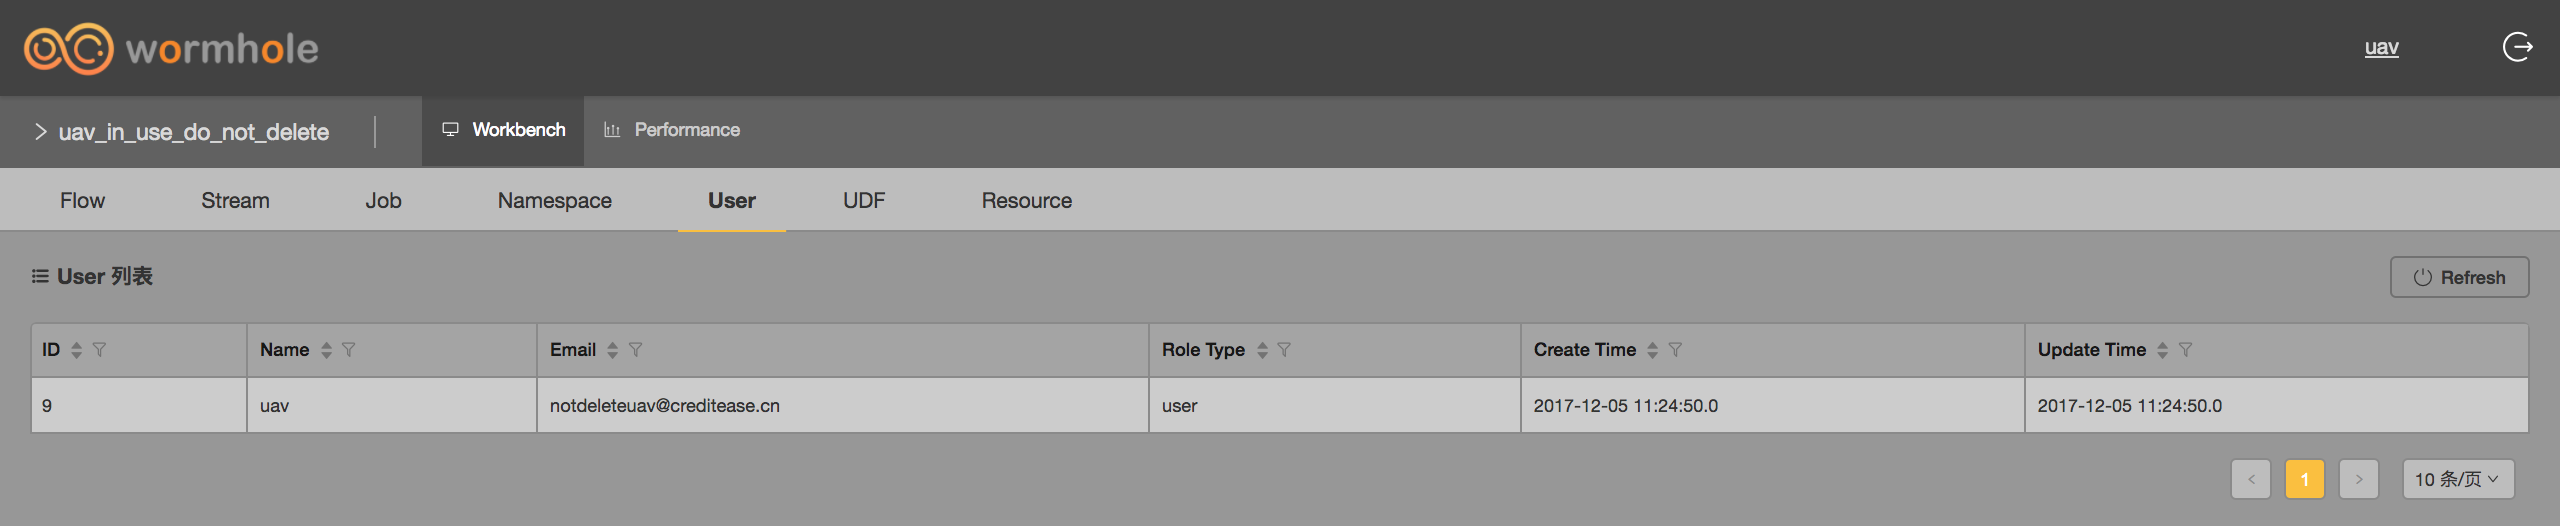 wormhole
uav
uav_in_use_do_not_delete
Workbench
Performance
Flow Stream Job Namespace User UDF Resource
User 列表
Refresh
ID Name Email Role Type Create Time Update Time
9 uav notdeleteuav@creditease.cn user 2017-12-05 11:24:50.0 2017-12-05 11:24:50.0
< 1 > 10 条/页